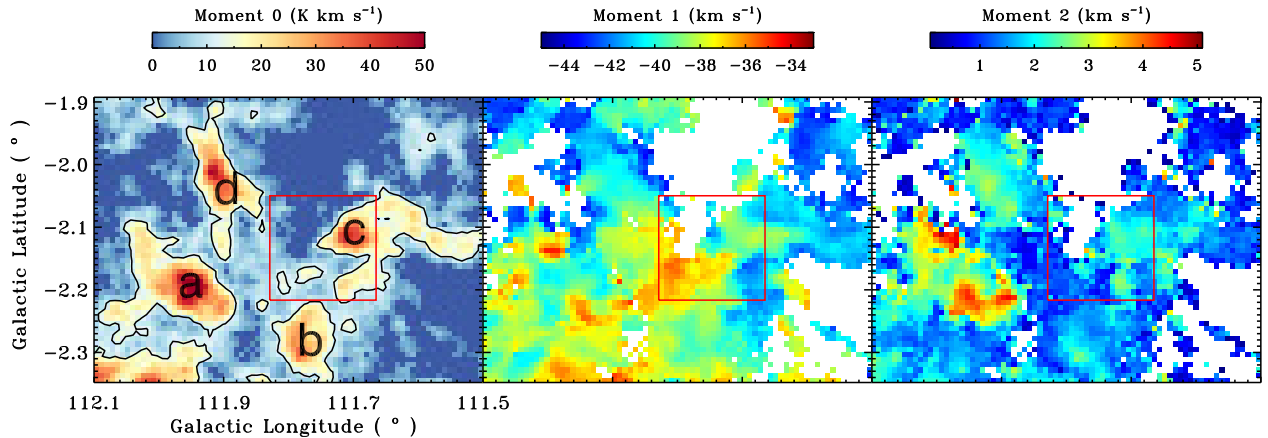 Moment 0 (K km s⁻¹)
0 10 20 30 40 50
Moment 1 (km s⁻¹)
−44 −42 −40 −38 −36 −34
Moment 2 (km s⁻¹)
1 2 3 4 5
Galactic Latitude ( ° )
−1.9
−2.0
−2.1
−2.2
−2.3
d
c
a
b
112.1 111.9 111.7 111.5
Galactic Longitude ( ° )